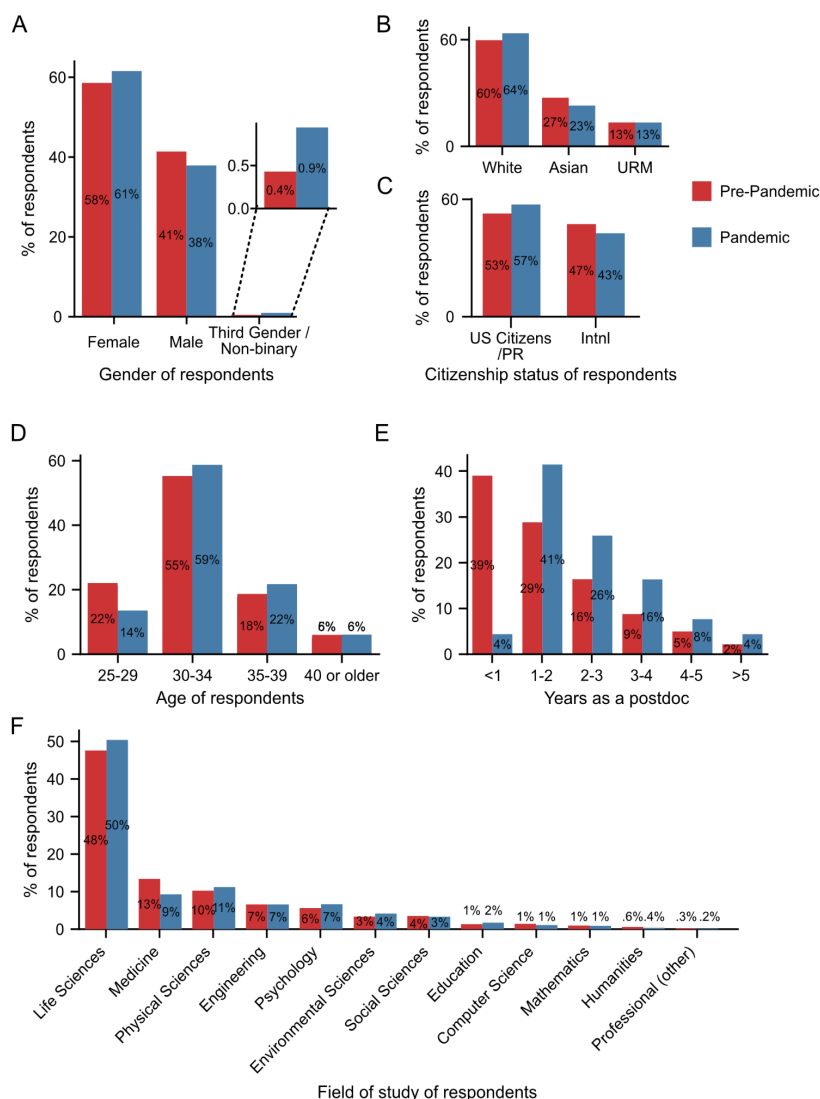 A
% of respondents
60
40
20
0
58%
61%
41%
38%
0.5
0.0
0.4%
0.9%
Female
Male
Third Gender /
Non-binary
Gender of respondents
B
% of respondents
60
0
60%
64%
27%
23%
13%
13%
White
Asian
URM
C
% of respondents
60
0
53%
57%
47%
43%
US Citizens
/PR
Intnl
Citizenship status of respondents
Pre-Pandemic
Pandemic
D
% of respondents
60
40
20
0
22%
14%
55%
59%
18%
22%
6%
6%
25-29
30-34
35-39
40 or older
Age of respondents
E
% of respondents
40
30
20
10
0
39%
4%
29%
41%
16%
26%
9%
16%
5%
8%
2%
4%
<1
1-2
2-3
3-4
4-5
>5
Years as a postdoc
F
% of respondents
50
40
30
20
10
0
48%
50%
13%
9%
10%
11%
7%
7%
6%
7%
3%
4%
4%
3%
1%
2%
1%
1%
1%
1%
.6%
.4%
.3%
.2%
Life Sciences
Medicine
Physical Sciences
Engineering
Psychology
Environmental Sciences
Social Sciences
Education
Computer Science
Mathematics
Humanities
Professional (other)
Field of study of respondents